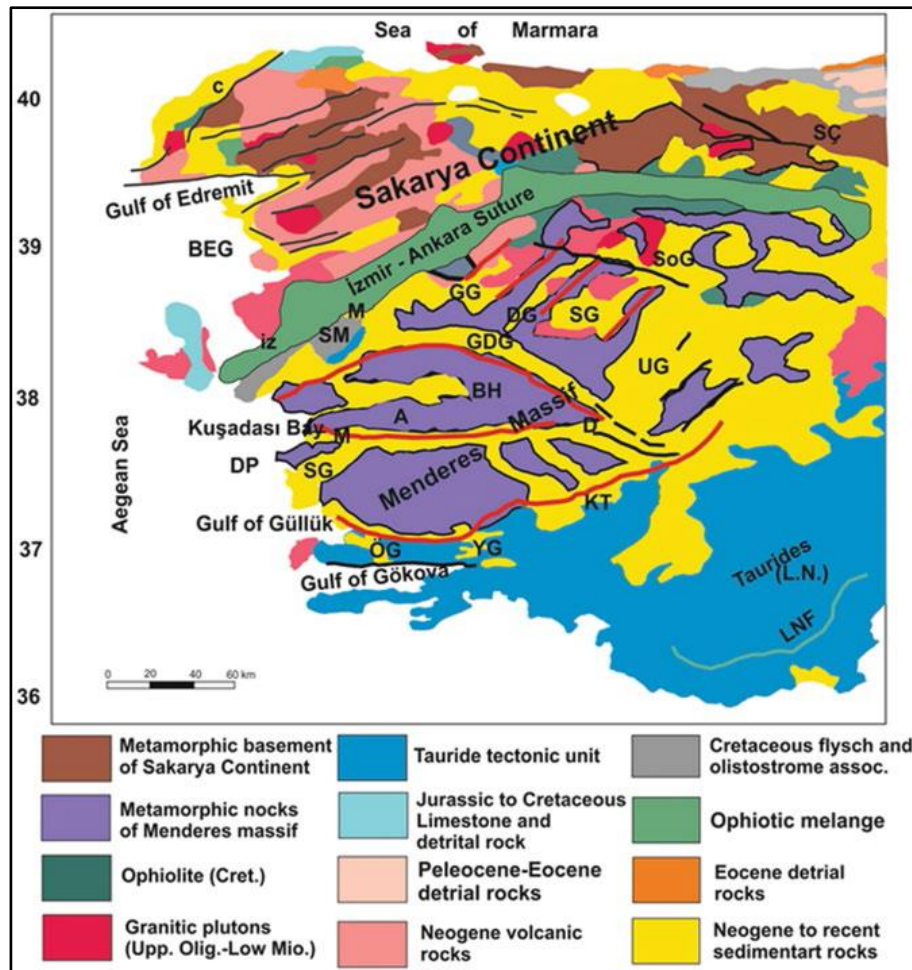 Sea of Marmara
40
c
SÇ
Sakarya Continent
Gulf of Edremit
39
BEG
İzmir - Ankara Suture
SoG
GG
M
DG
SG
iz
SM
GDG
UG
38
BH
Massif
Kuşadası Bay
A
M
D
DP
SG
Menderes
Aegean Sea
KT
Gulf of Güllük
37
ÖG
YG
Gulf of Gökova
Taurides
(L.N.)
LNF
36
0 20 40 60 km
Metamorphic basement
of Sakarya Continent
Tauride tectonic unit
Cretaceous flysch and
olistostrome assoc.
Metamorphic nocks
of Menderes massif
Jurassic to Cretaceous
Limestone and
detrital rock
Ophiotic melange
Ophiolite (Cret.)
Peleocene-Eocene
detrial rocks
Eocene detrial
rocks
Granitic plutons
(Upp. Olig.-Low Mio.)
Neogene volcanic
rocks
Neogene to recent
sedimentart rocks